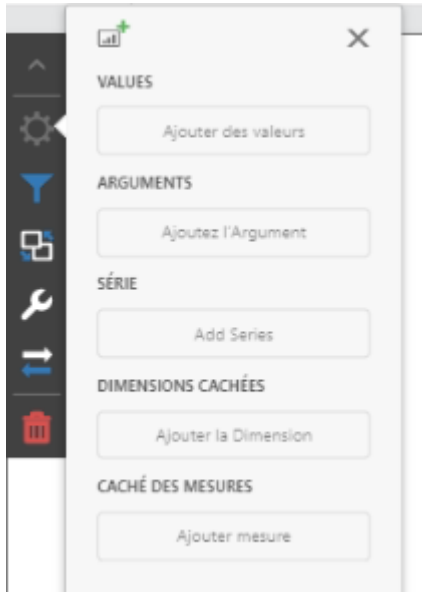 VALUES
Ajouter des valeurs
ARGUMENTS
Ajoutez l'Argument
SÉRIE
Add Series
DIMENSIONS CACHÉES
Ajouter la Dimension
CACHÉ DES MESURES
Ajouter mesure